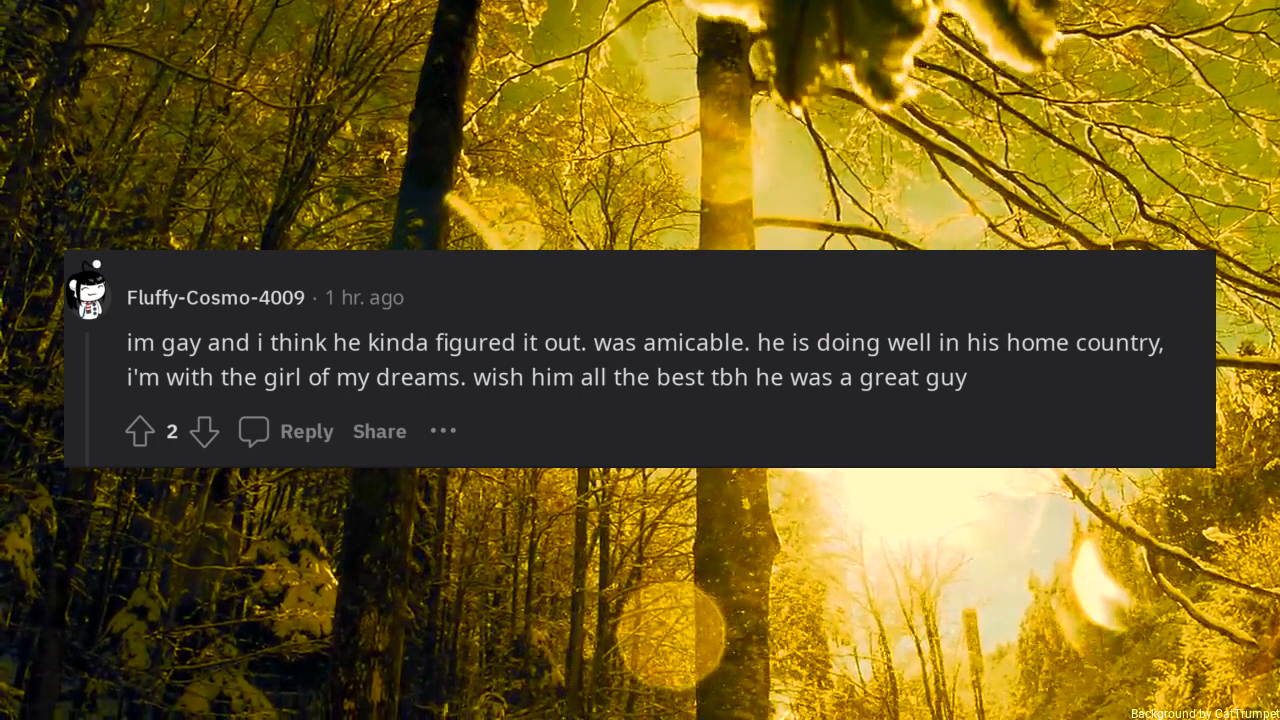 Fluffy-Cosmo-4009 · 1 hr. ago
im gay and i think he kinda figured it out. was amicable. he is doing well in his home country,
i'm with the girl of my dreams. wish him all the best tbh he was a great guy
2 Reply Share •••
Background by CatTrumpet